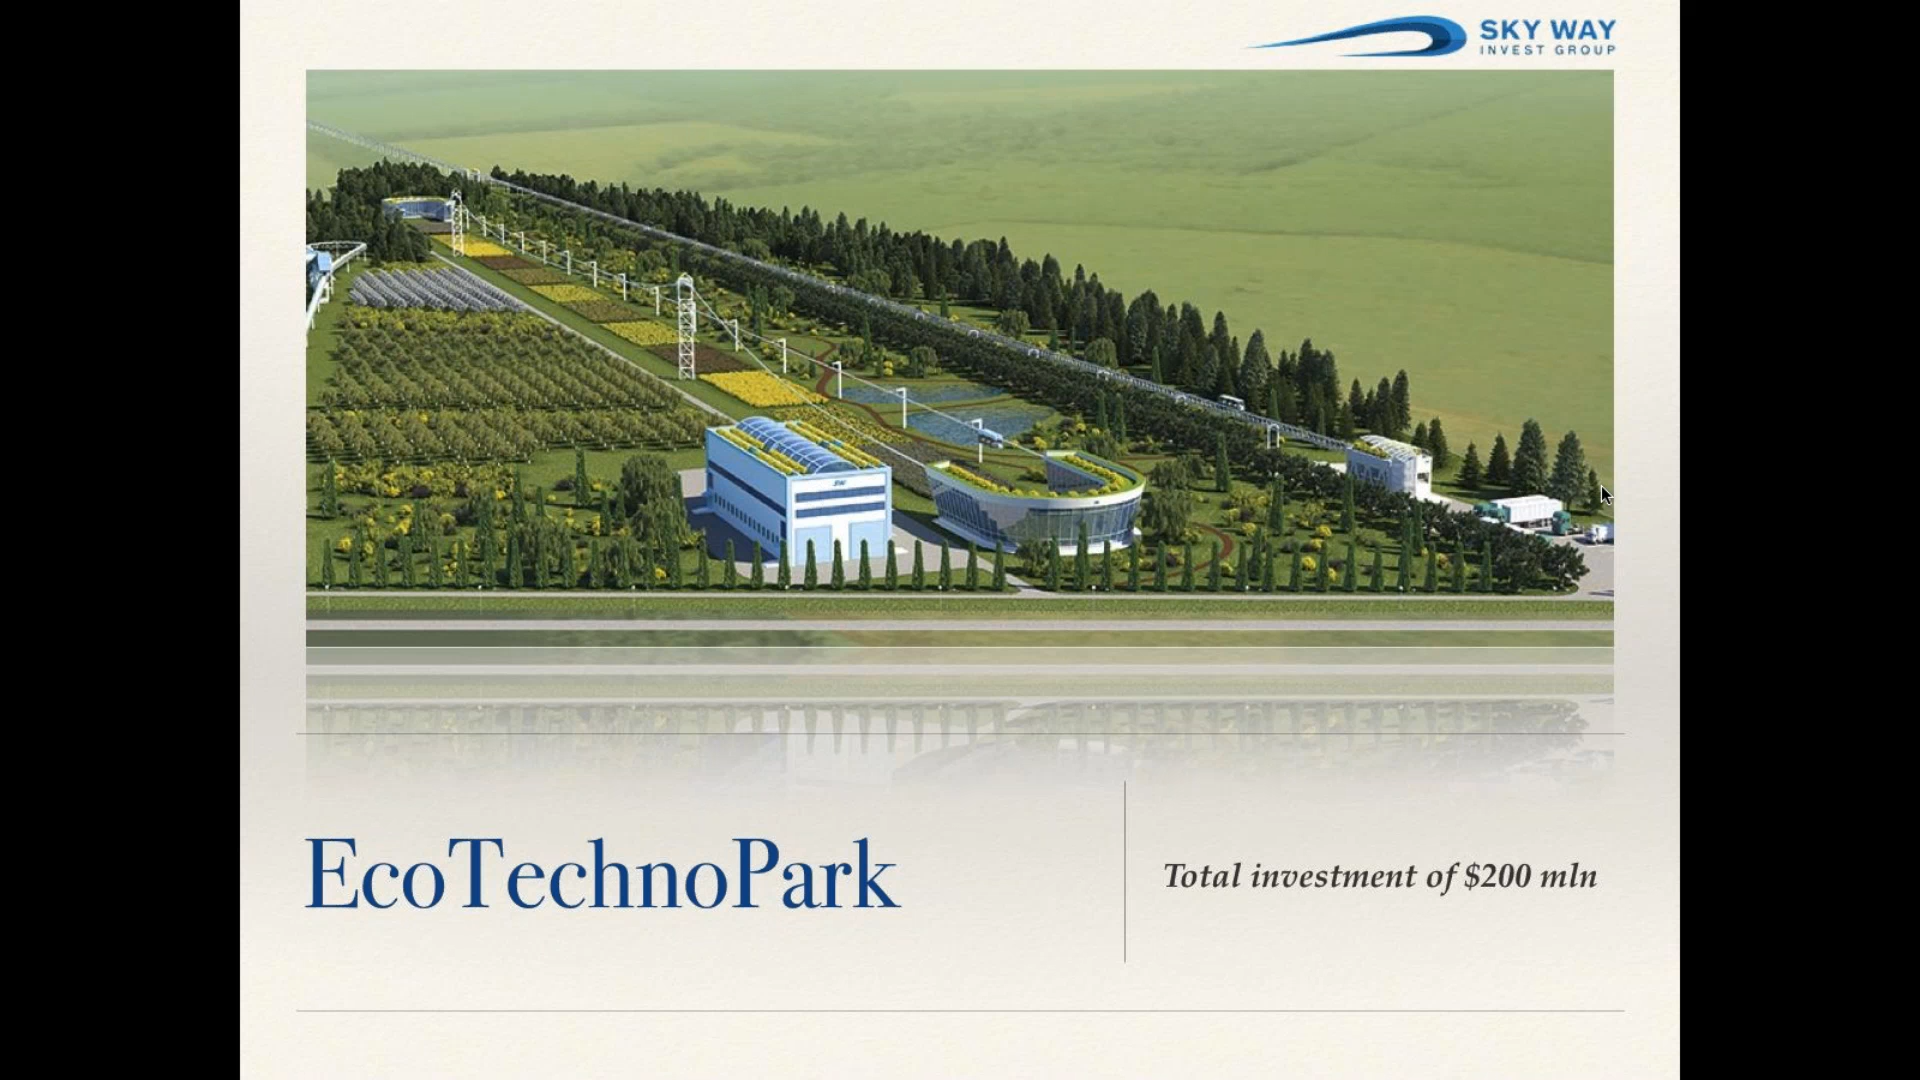 SKY WAY
INVEST GROUP
EcoTechnoPark
Total investment of $200 mln